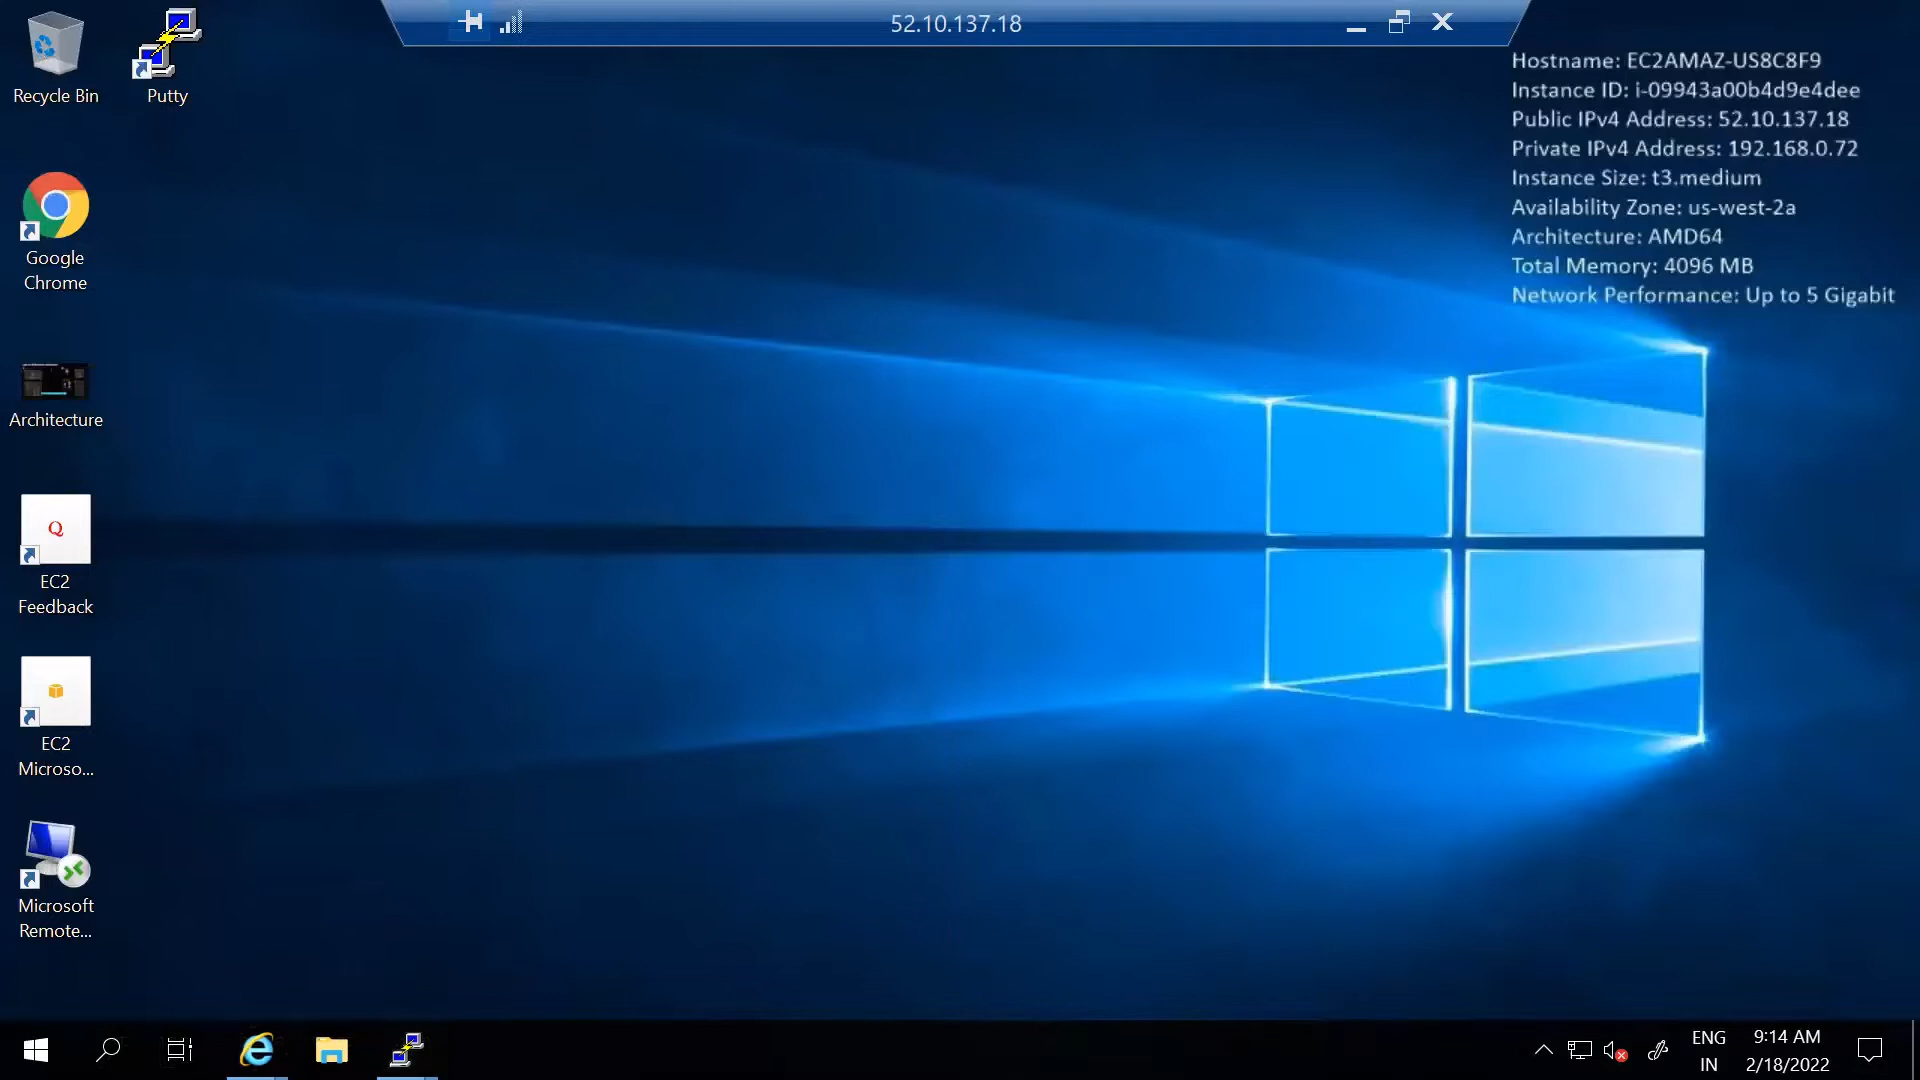 52.10.137.18
Hostname: EC2AMAZ-US8C8F9
Instance ID: i-09943a00b4d9e4dee
Public IPv4 Address: 52.10.137.18
Private IPv4 Address: 192.168.0.72
Instance Size: t3.medium
Availability Zone: us-west-2a
Architecture: AMD64
Total Memory: 4096 MB
Network Performance: Up to 5 Gigabit
Recycle Bin
Putty
Google
Chrome
Architecture
Q
EC2
Feedback
EC2
Microso...
Microsoft
Remote...
ENG
IN
9:14 AM
2/18/2022